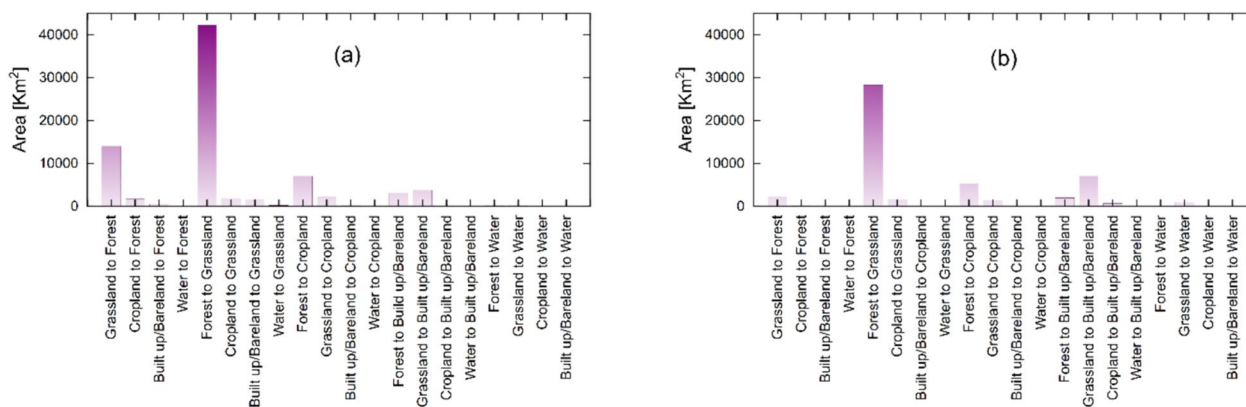 (a)
Area [Km²]
40000
30000
20000
10000
0
Grassland to Forest
Cropland to Forest
Built up/Bareland to Forest
Water to Forest
Forest to Grassland
Cropland to Grassland
Built up/Bareland to Grassland
Water to Grassland
Forest to Cropland
Grassland to Cropland
Built up/Bareland to Cropland
Water to Cropland
Forest to Build up/Bareland
Grassland to Built up/Bareland
Cropland to Built up/Bareland
Water to Built up/Bareland
Forest to Water
Grassland to Water
Cropland to Water
Built up/Bareland to Water
(b)
Area [Km²]
40000
30000
20000
10000
0
Grassland to Forest
Cropland to Forest
Built up/Bareland to Forest
Water to Forest
Forest to Grassland
Cropland to Grassland
Built up/Bareland to Cropland
Water to Grassland
Forest to Cropland
Grassland to Cropland
Built up/Bareland to Cropland
Water to Cropland
Forest to Built up/Bareland
Grassland to Built up/Bareland
Cropland to Built up/Bareland
Water to Built up/Bareland
Forest to Water
Grassland to Water
Cropland to Water
Built up/Bareland to Water